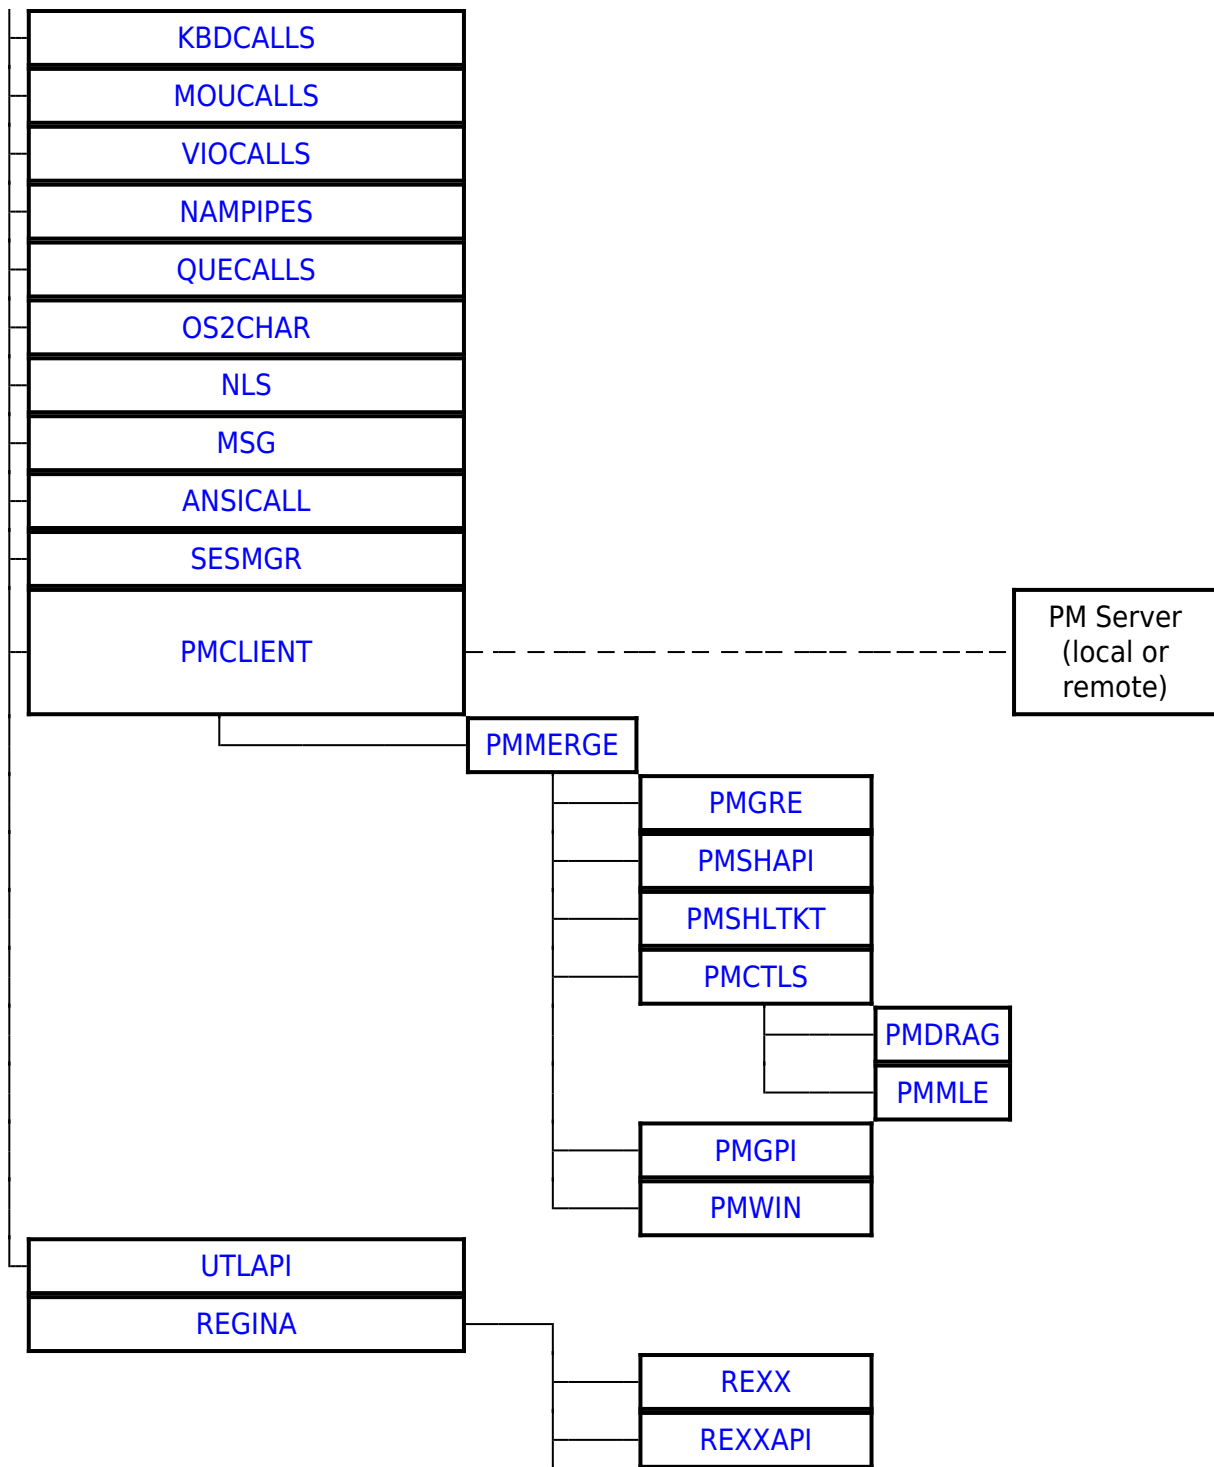 KBDCALLS
MOUCALLS
VIOCALLS
NAMPIPES
QUECALLS
OS2CHAR
NLS
MSG
ANSICALL
SESMGR
PMCLIENT
PM Server
(local or
remote)
PMMERGE
PMGRE
PMSHAPI
PMSHLTKT
PMCTLS
PMDRAG
PMMLE
PMGPI
PMWIN
UTLAPI
REGINA
REXX
REXXAPI